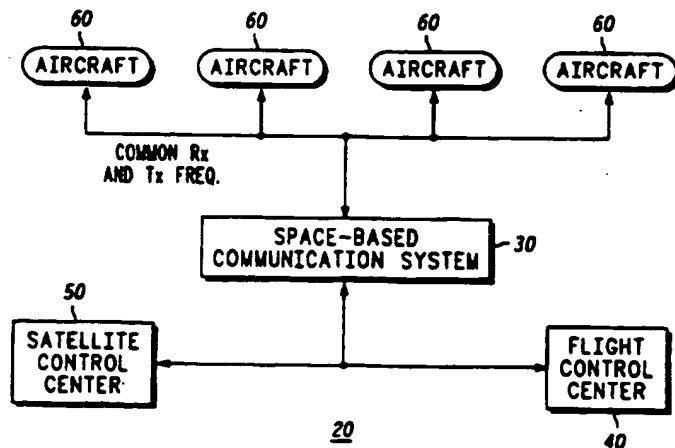 60 60 60 60
AIRCRAFT AIRCRAFT AIRCRAFT AIRCRAFT
COMMON Rx
AND Tx FREQ.
SPACE-BASED
COMMUNICATION SYSTEM
30
50
SATELLITE
CONTROL
CENTER
FLIGHT
CONTROL
CENTER
20
40